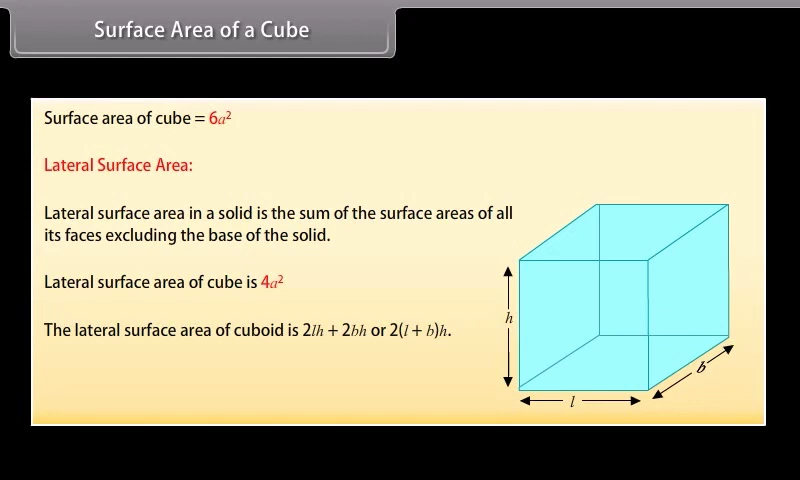 Surface Area of a Cube
Surface area of cube = 6a²
Lateral Surface Area:
Lateral surface area in a solid is the sum of the surface areas of all
its faces excluding the base of the solid.
Lateral surface area of cube is 4a²
The lateral surface area of cuboid is 2lh + 2bh or 2(l + b)h.
h
b
l